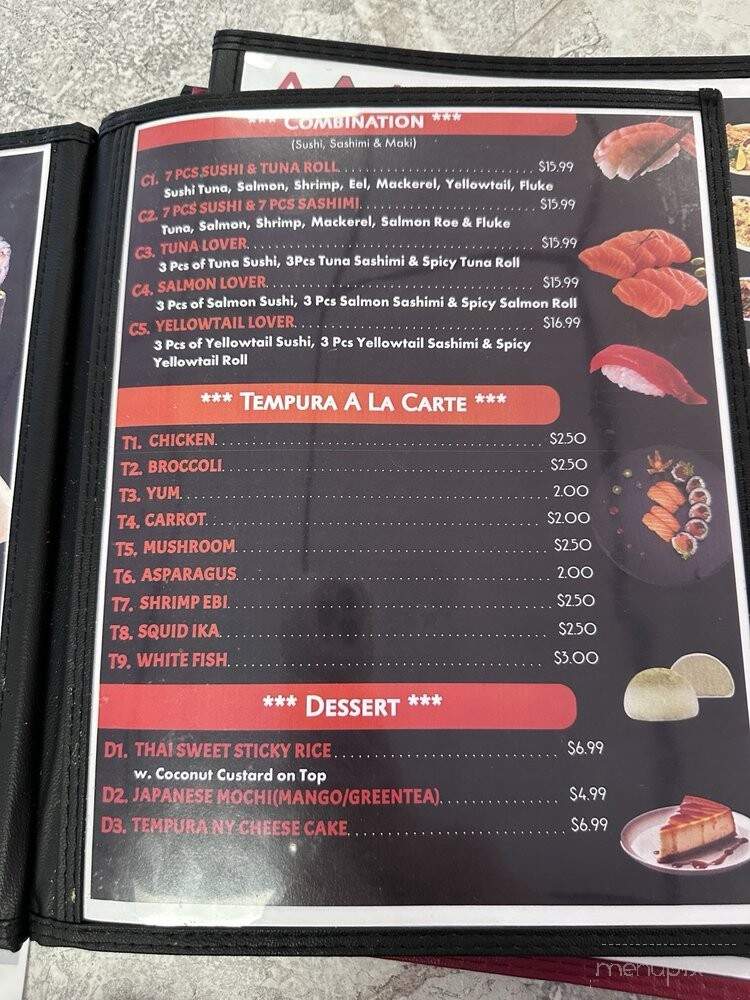 *** COMBINATION ***
(Sushi, Sashimi & Maki)
C1. 7 PCS SUSHI & TUNA ROLL $15.99
Sushi Tuna, Salmon, Shrimp, Eel, Mackerel, Yellowtail, Fluke
C2. 7 PCS SUSHI & 7 PCS SASHIMI $15.99
Tuna, Salmon, Shrimp, Mackerel, Salmon Roe & Fluke
C3. TUNA LOVER $15.99
3 Pcs of Tuna Sushi, 3Pcs Tuna Sashimi & Spicy Tuna Roll
C4. SALMON LOVER $15.99
3 Pcs of Salmon Sushi, 3 Pcs Salmon Sashimi & Spicy Salmon Roll
C5. YELLOWTAIL LOVER $16.99
3 Pcs of Yellowtail Sushi, 3 Pcs Yellowtail Sashimi & Spicy
Yellowtail Roll
*** TEMPURA A LA CARTE ***
T1. CHICKEN $2.50
T2. BROCCOLI $2.50
T3. YUM 2.00
T4. CARROT $2.00
T5. MUSHROOM $2.50
T6. ASPARAGUS 2.00
T7. SHRIMP EBI $2.50
T8. SQUID IKA $2.50
T9. WHITE FISH $3.00
*** DESSERT ***
D1. THAI SWEET STICKY RICE $6.99
w. Coconut Custard on Top
D2. JAPANESE MOCHI(MANGO/GREENTEA) $4.99
D3. TEMPURA NY CHEESE CAKE $6.99
menupix